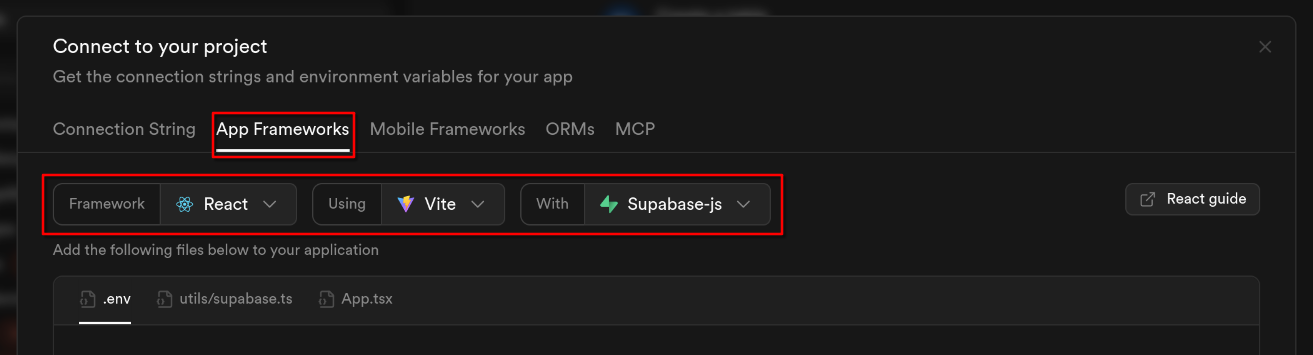 Connect to your project
Get the connection strings and environment variables for your app
Connection String App Frameworks Mobile Frameworks ORMs MCP
Framework React Using Vite With Supabase-js React guide
Add the following files below to your application
.env utils/supabase.ts App.tsx